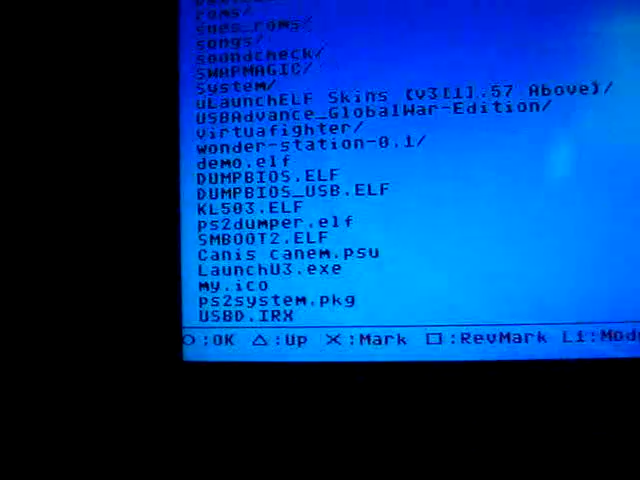 roms/
snes_roms/
songs/
soundcheck/
SWAPMAGIC/
System/
uLaunchELF Skins (v3[1].57 Above)/
USBAdvance_GlobalWar-Edition/
virtuafighter/
wonder-station-0.1/
demo.elf
DUMPBIOS.ELF
DUMPBIOS_USB.ELF
KL503.ELF
ps2dumper.elf
SMBOOT2.ELF
Canis canem.psu
LaunchU3.exe
my.ico
ps2system.pkg
USBD.IRX
○:OK △:Up ×:Mark □:RevMark L1:Mod